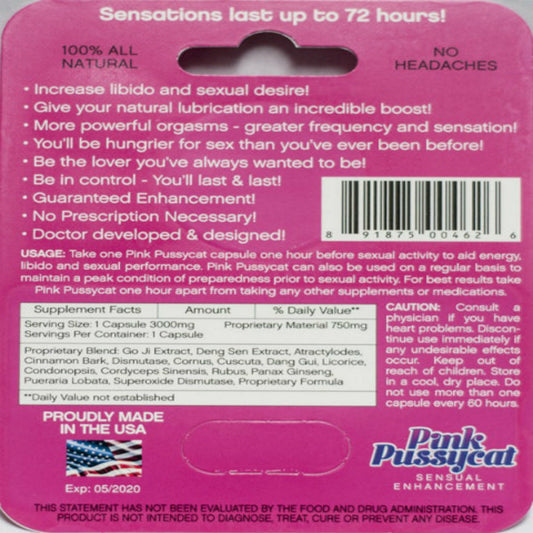 Sensations last up to 72 hours!
100% ALL
NATURAL
NO
HEADACHES
• Increase libido and sexual desire!
• Give your natural lubrication an incredible boost!
• More powerful orgasms - greater frequency and sensation!
• You'll be hungrier for sex than you've ever been before!
• Be the lover you've always wanted to be!
• Be in control - You'll last & last!
• Guaranteed Enhancement!
• No Prescription Necessary!
• Doctor developed & designed!
8 91875 00462 6
USAGE: Take one Pink Pussycat capsule one hour before sexual activity to aid energy,
libido and sexual performance. Pink Pussycat can also be used on a regular basis to
maintain a peak condition of preparedness prior to sexual activity. For best results take
Pink Pussycat one hour apart from taking any other supplements or medications.
Supplement Facts Amount % Daily Value**
Serving Size: 1 Capsule 3000mg Proprietary Material 750mg
Servings Per Container: 1 Capsule
Proprietary Blend: Go Ji Extract, Deng Sen Extract, Atractylodes,
Cinnamon Bark, Dismutase, Cornus, Cuscuta, Dang Gui, Licorice,
Condonopsis, Cordyceps Sinensis, Rubus, Panax Ginseng,
Pueraria Lobata, Superoxide Dismutase, Proprietary Formula
**Daily Value not established
CAUTION: Consult a
physician if you have
heart problems. Discon-
tinue use immediately if
any undesirable effects
occur. Keep out of
reach of children. Store
in a cool, dry place. Do
not use more than one
capsule every 60 hours.
PROUDLY MADE
IN THE USA
Exp: 05/2020
Pink
Pussycat
SENSUAL
ENHANCEMENT
THIS STATEMENT HAS NOT BEEN EVALUATED BY THE FOOD AND DRUG ADMINISTRATION. THIS
PRODUCT IS NOT INTENDED TO DIAGNOSE, TREAT, CURE OR PREVENT ANY DISEASE.